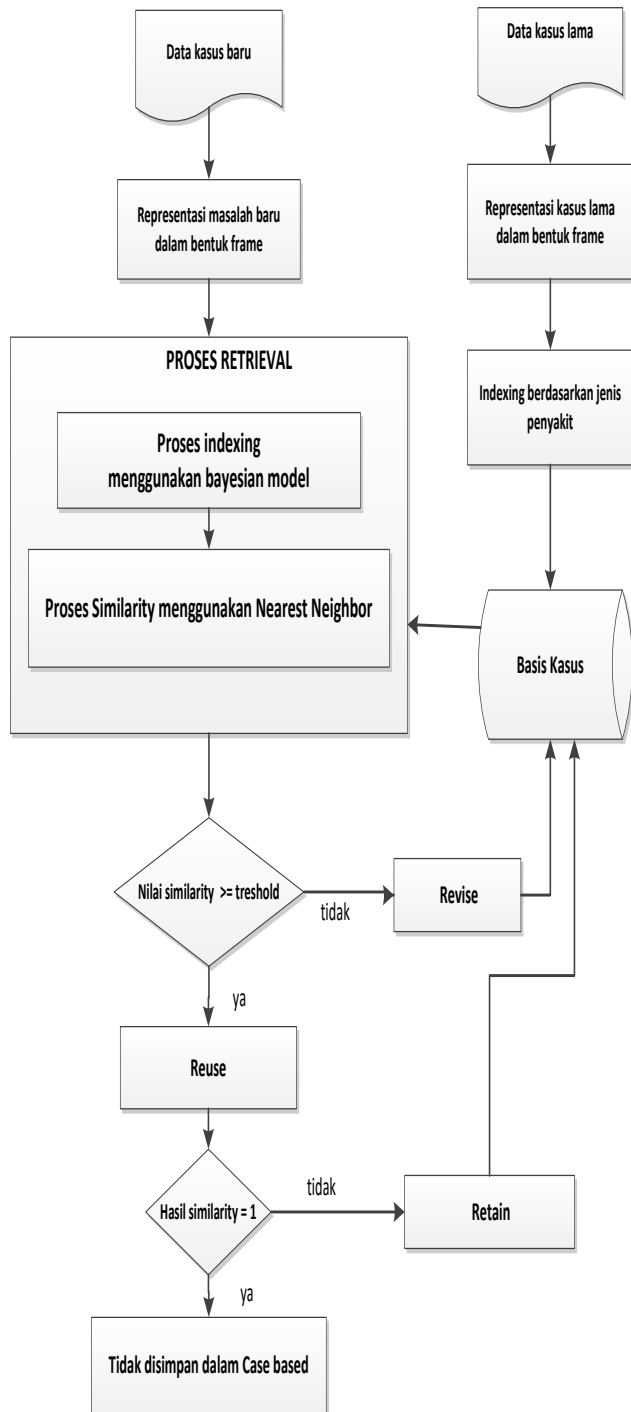 Data kasus baru
Data kasus lama
Representasi masalah baru
dalam bentuk frame
Representasi kasus lama
dalam bentuk frame
PROSES RETRIEVAL
Proses indexing
menggunakan bayesian model
Indexing berdasarkan jenis
penyakit
Proses Similarity menggunakan Nearest Neighbor
Basis Kasus
Nilai similarity >= treshold
tidak
Revise
ya
Reuse
Hasil similarity = 1
tidak
Retain
ya
Tidak disimpan dalam Case based